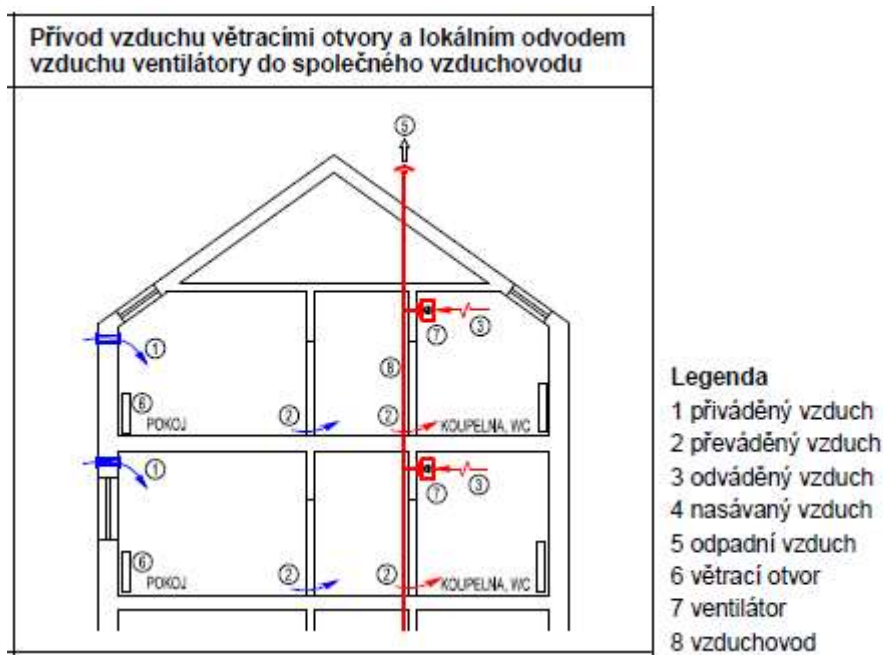 Přívod vzduchu větracími otvory a lokálním odvodem
vzduchu ventilátory do společného vzduchovodu
5
1
7
3
8
6
POKOJ
2
2
KOUPELNA, WC
1
7
3
6
POKOJ
2
2
KOUPELNA, WC
Legenda
1 přiváděný vzduch
2 převáděný vzduch
3 odváděný vzduch
4 nasávaný vzduch
5 odpadní vzduch
6 větrací otvor
7 ventilátor
8 vzduchovod